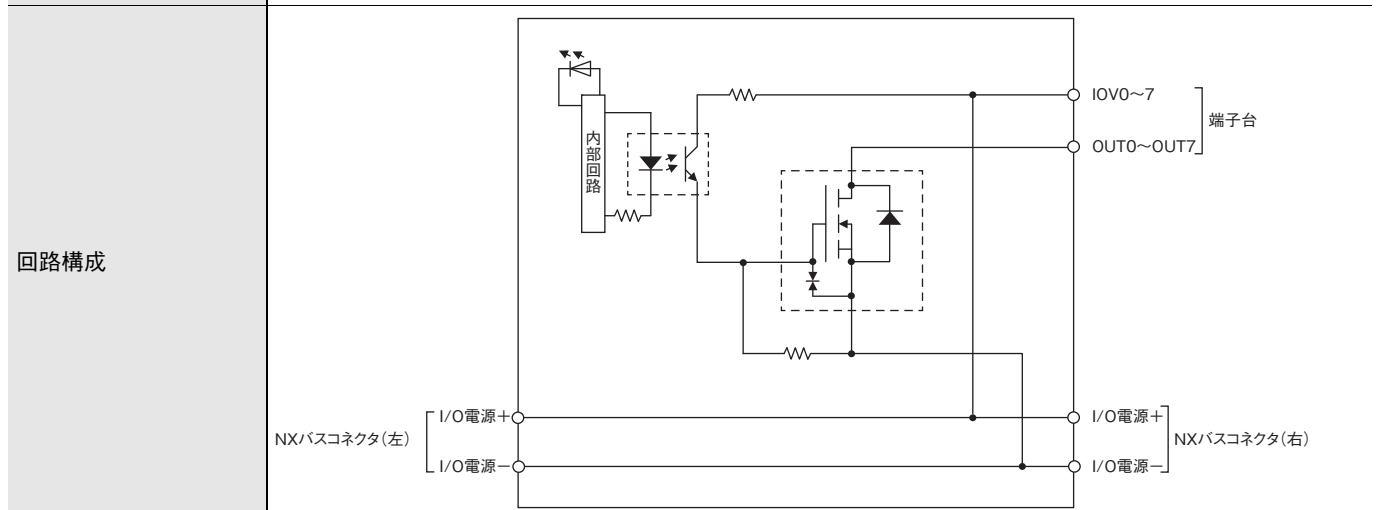 回路構成
内部回路
IOV0～7
OUT0～OUT7
端子台
NXバスコネクタ(左)
I/O電源＋
I/O電源－
I/O電源＋
I/O電源－
NXバスコネクタ(右)